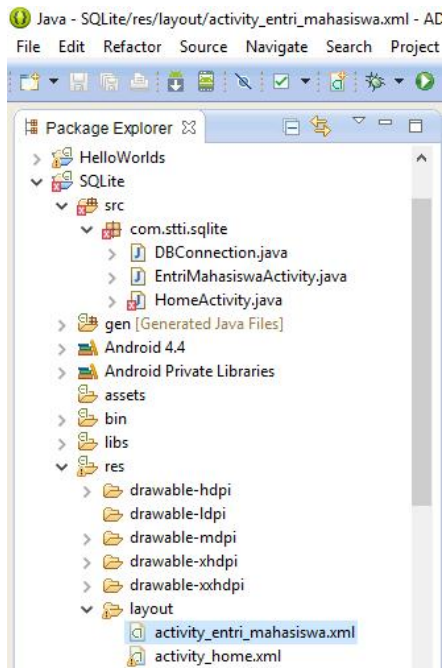 Java - SQLite/res/layout/activity_entri_mahasiswa.xml - AD
File Edit Refactor Source Navigate Search Project
Package Explorer
HelloWorlds
SQLite
src
com.stti.sqlite
DBConnection.java
EntriMahasiswaActivity.java
HomeActivity.java
gen [Generated Java Files]
Android 4.4
Android Private Libraries
assets
bin
libs
res
drawable-hdpi
drawable-ldpi
drawable-mdpi
drawable-xhdpi
drawable-xxhdpi
layout
activity_entri_mahasiswa.xml
activity_home.xml